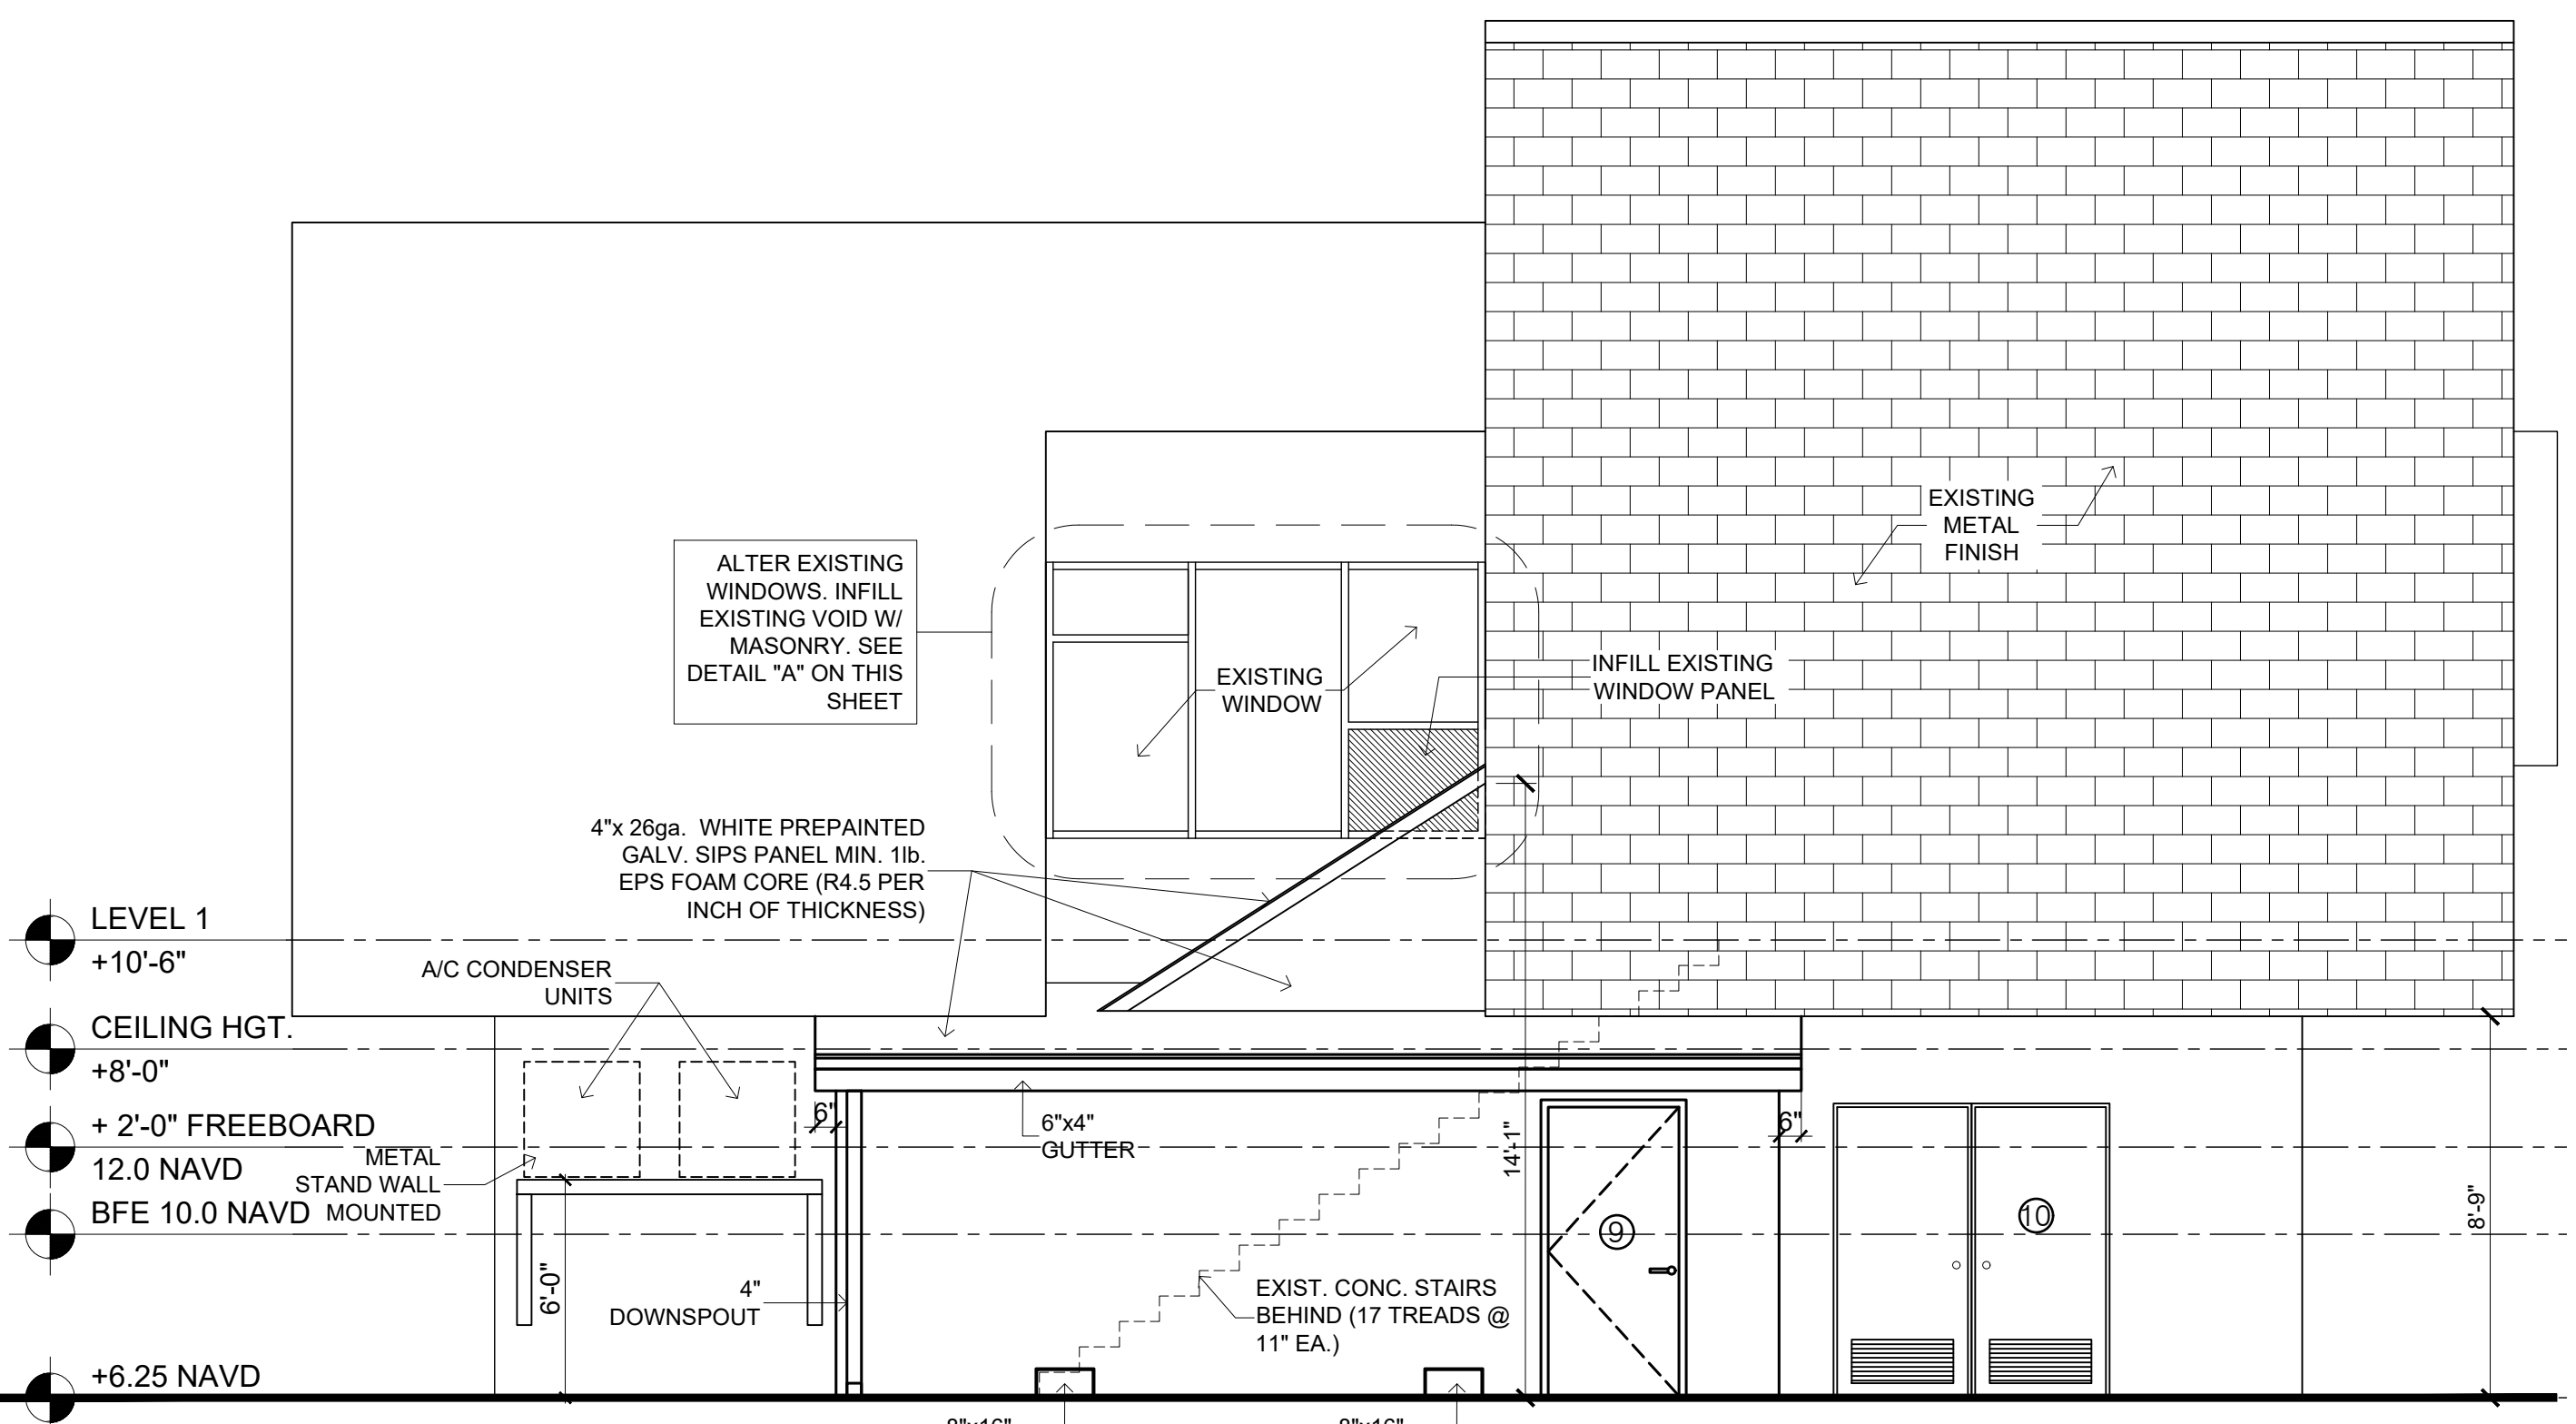 EXISTING
METAL
FINISH
ALTER EXISTING
WINDOWS. INFILL
EXISTING VOID W/
MASONRY. SEE
DETAIL "A" ON THIS
SHEET
EXISTING
WINDOW
INFILL EXISTING
WINDOW PANEL
4"x 26ga. WHITE PREPAINTED
GALV. SIPS PANEL MIN. 1lb.
EPS FOAM CORE (R4.5 PER
INCH OF THICKNESS)
LEVEL 1
+10'-6"
A/C CONDENSER
UNITS
CEILING HGT.
+8'-0"
+ 2'-0" FREEBOARD
12.0 NAVD
METAL
STAND WALL
MOUNTED
BFE 10.0 NAVD
6"
6"x4"
GUTTER
14'-1"
6"
9
10
8'-9"
6'-0"
4"
DOWNSPOUT
EXIST. CONC. STAIRS
BEHIND (17 TREADS @
11" EA.)
+6.25 NAVD
8"x16"
8"x16"